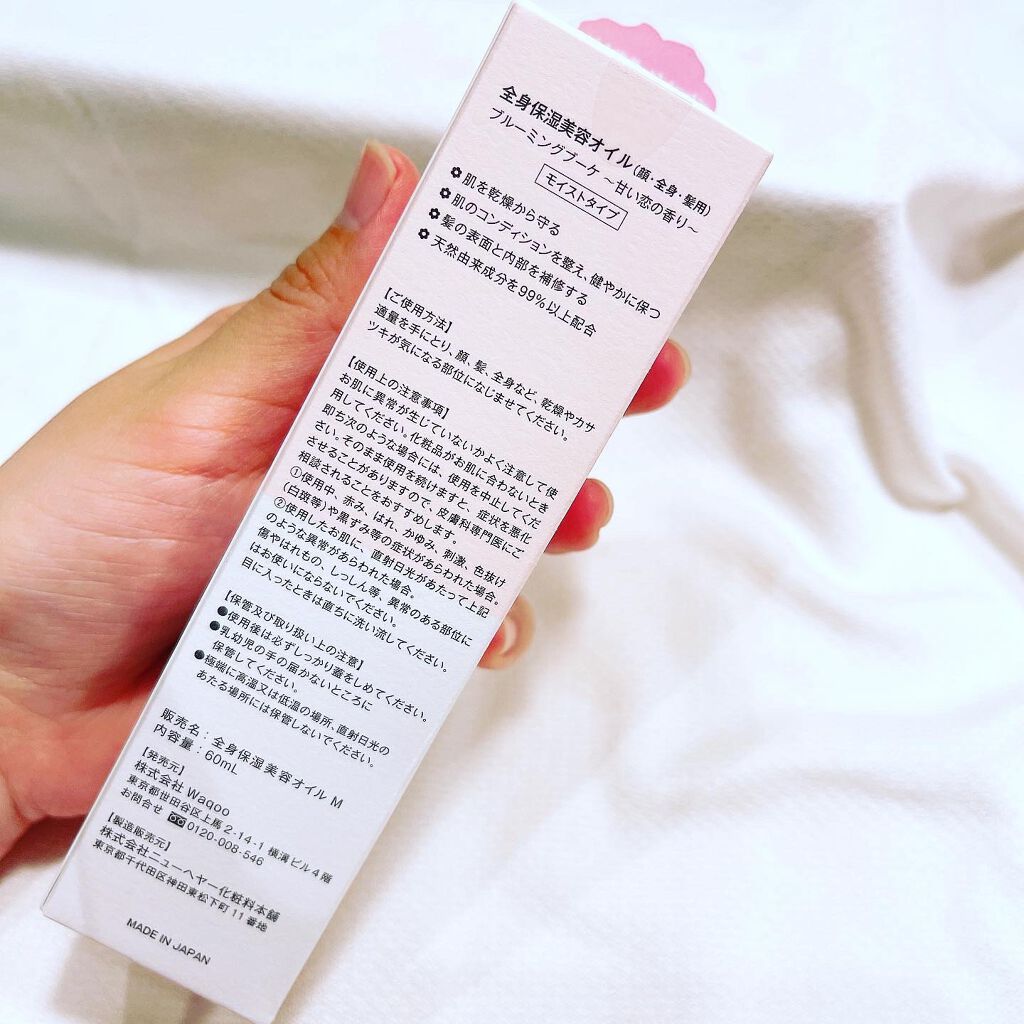 全身保湿美容オイル(顔・全身・髪用)
ブルーミングブーケ ～甘い恋の香り～
モイストタイプ
肌を乾燥から守る
肌のコンディションを整え、健やかに保つ
髪の表面と内部を補修する
天然由来成分を99%以上配合
【ご使用方法】
適量を手にとり、顔、髪、全身など、乾燥やカサ
ツキが気になる部位になじませてください。
【使用上の注意事項】
お肌に異常が生じていないかよく注意して使
用してください。化粧品がお肌に合わないとき
即ち次のような場合には、使用を中止してくだ
さい。そのまま使用を続けますと、症状を悪化
させることがありますので、皮膚科専門医にご
相談されることをおすすめします。
①使用中、赤み、はれ、かゆみ、刺激、色抜け
(白斑等)や黒ずみ等の症状があらわれた場合。
②使用したお肌に、直射日光があたって上記
のような異常があらわれた場合。
傷やはれもの、しっしん等、異常のある部位に
はお使いにならないでください。
目に入ったときは直ちに洗い流してください。
【保管及び取り扱い上の注意】
●使用後は必ずしっかり蓋をしめてください。
●乳幼児の手の届かないところに
保管してください。
●極端に高温又は低温の場所、直射日光の
あたる場所には保管しないでください。
販売名：全身保湿美容オイル M
内容量：60mL
【発売元】
株式会社 Waqoo
東京都世田谷区上馬 2-14-1 横溝ビル4階
お問合せ 0120-008-546
【製造販売元】
株式会社ニューヘヤー化粧料本舗
東京都千代田区神田東松下町 11 番地
MADE IN JAPAN